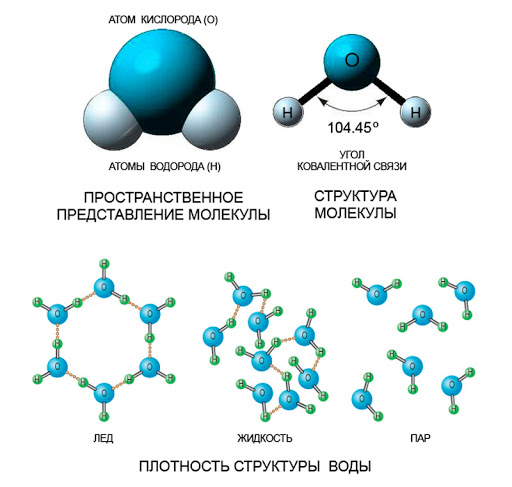 АТОМ КИСЛОРОДА (О)
О
Н
Н
104.45°
АТОМЫ ВОДОРОДА (Н)
УГОЛ
КОВАЛЕНТНОЙ СВЯЗИ
ПРОСТРАНСТВЕННОЕ
ПРЕДСТАВЛЕНИЕ МОЛЕКУЛЫ
СТРУКТУРА
МОЛЕКУЛЫ
Н О Н
Н О Н
Н О Н
Н О Н
Н О Н
Н О Н
ЛЕД
Н О Н
Н О Н
Н О Н
Н О Н
Н О Н
Н О Н
Н О Н
Н О Н
ЖИДКОСТЬ
Н О Н
Н О Н
Н О Н
Н О Н
Н О Н
Н О Н
ПАР
ПЛОТНОСТЬ СТРУКТУРЫ ВОДЫ